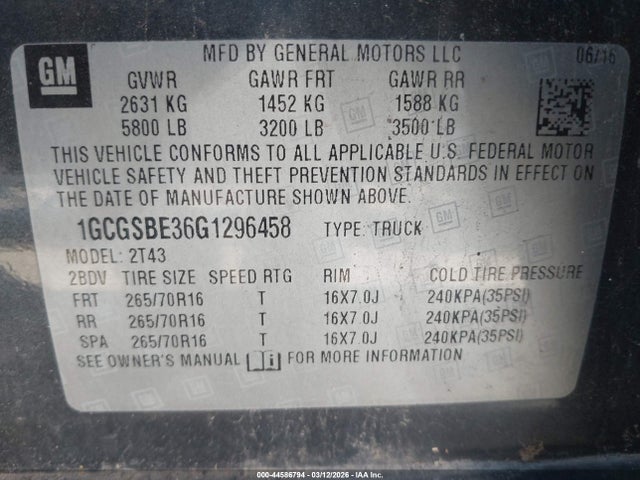 GM
MFD BY GENERAL MOTORS LLC 06/16
GVWR GAWR FRT GAWR RR
2631 KG 1452 KG 1588 KG
5800 LB 3200 LB 3500 LB
THIS VEHICLE CONFORMS TO ALL APPLICABLE U.S. FEDERAL MOTOR
VEHICLE SAFETY AND THEFT PREVENTION STANDARDS IN EFFECT ON
THE DATE OF MANUFACTURE SHOWN ABOVE.
1GCGSBE36G1296458 TYPE: TRUCK
MODEL: 2T43
2BDV TIRE SIZE SPEED RTG RIM COLD TIRE PRESSURE
FRT 265/70R16 T 16X7.0J 240KPA(35PSI)
RR 265/70R16 T 16X7.0J 240KPA(35PSI)
SPA 265/70R16 T 16X7.0J 240KPA(35PSI)
SEE OWNER'S MANUAL FOR MORE INFORMATION
000-44586794 - 03/12/2026 - IAA, Inc.